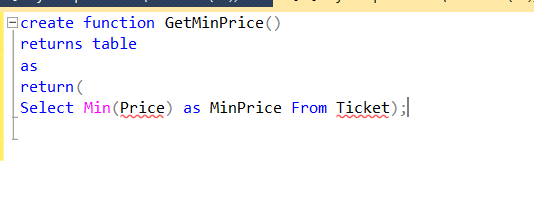 create function GetMinPrice()
returns table
as
return(
Select Min(Price) as MinPrice From Ticket);